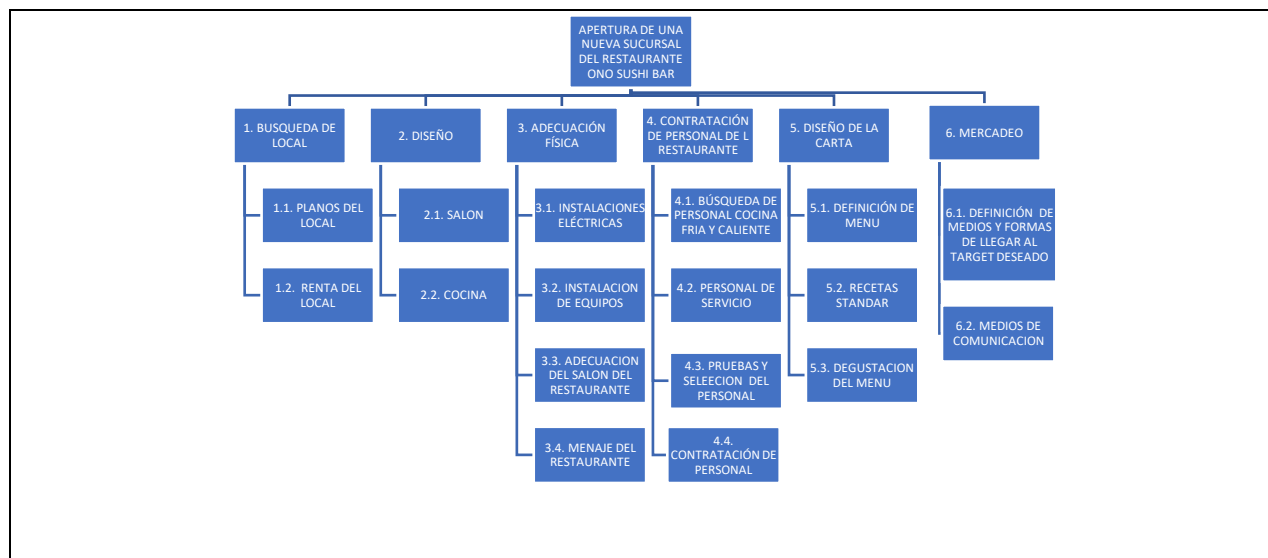 APERTURA DE UNA
NUEVA SUCURSAL
DEL RESTAURANTE
ONO SUSHI BAR
1. BUSQUEDA DE
LOCAL
1.1. PLANOS DEL
LOCAL
1.2. RENTA DEL
LOCAL
2. DISEÑO
2.1. SALON
2.2. COCINA
3. ADECUACIÓN
FÍSICA
3.1. INSTALACIONES
ELÉCTRICAS
3.2. INSTALACION
DE EQUIPOS
3.3. ADECUACION
DEL SALON DEL
RESTAURANTE
3.4. MENAJE DEL
RESTAURANTE
4. CONTRATACIÓN
DE PERSONAL DE L
RESTAURANTE
4.1. BÚSQUEDA DE
PERSONAL COCINA
FRIA Y CALIENTE
4.2. PERSONAL DE
SERVICIO
4.3. PRUEBAS Y
SELEECION DEL
PERSONAL
4.4.
CONTRATACIÓN DE
PERSONAL
5. DISEÑO DE LA
CARTA
5.1. DEFINICIÓN DE
MENU
5.2. RECETAS
STANDAR
5.3. DEGUSTACION
DEL MENU
6. MERCADEO
6.1. DEFINICIÓN DE
MEDIOS Y FORMAS
DE LLEGAR AL
TARGET DESEADO
6.2. MEDIOS DE
COMUNICACION